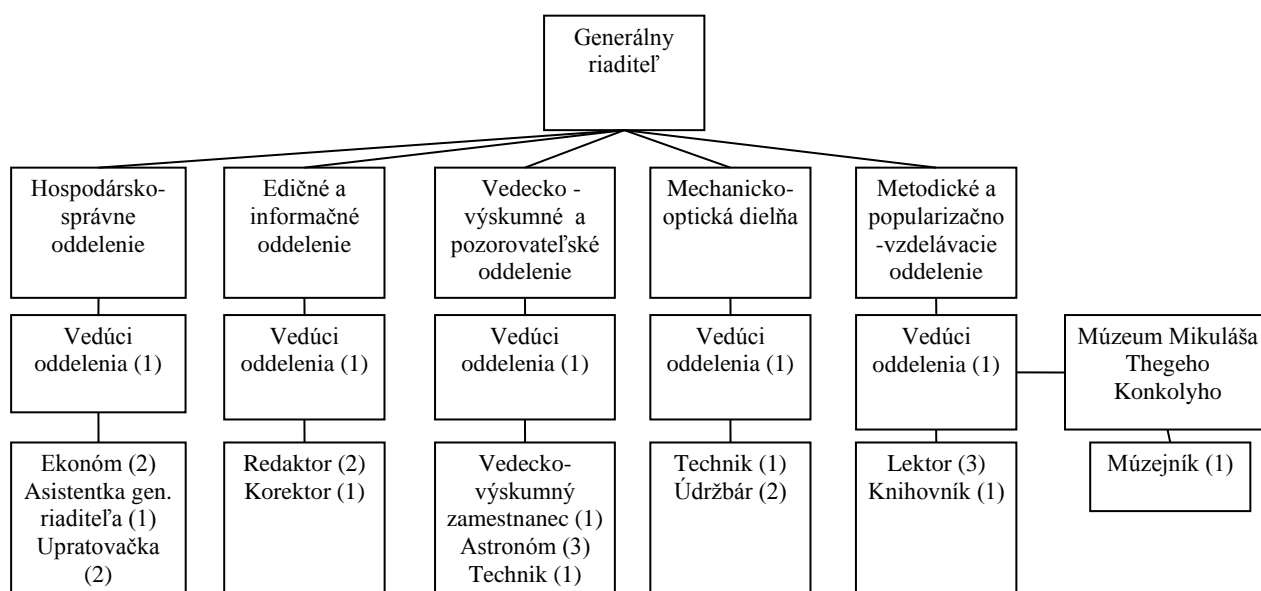 Generálny
riaditeľ
Hospodársko-
správne
oddelenie
Edičné a
informačné
oddelenie
Vedecko -
výskumné a
pozorovateľské
oddelenie
Mechanicko-
optická dielňa
Metodické a
popularizačno
-vzdelávacie
oddelenie
Vedúci
oddelenia (1)
Vedúci
oddelenia (1)
Vedúci
oddelenia (1)
Vedúci
oddelenia (1)
Vedúci
oddelenia (1)
Múzeum Mikuláša
Thegeho
Konkolyho
Ekonóm (2)
Asistentka gen.
riaditeľa (1)
Upratovačka
(2)
Redaktor (2)
Korektor (1)
Vedecko-
výskumný
zamestnanec (1)
Astronóm (3)
Technik (1)
Technik (1)
Údržbár (2)
Lektor (3)
Knihovník (1)
Múzejník (1)